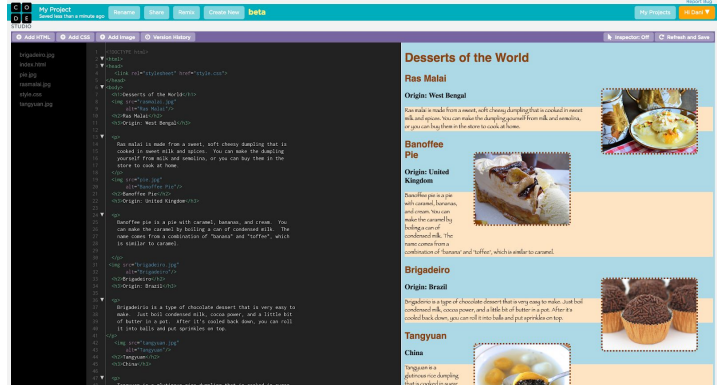 Report Bug
C O
D E
STUDIO
My Project
Saved less than a minute ago
Rename
Share
Remix
Create New
beta
My Projects
Hi Dani ▼
Add HTML
Add CSS
Add Image
Version History
Inspector: Off
Refresh and Save
brigadeiro.jpg
index.html
pie.jpg
rasmalai.jpg
style.css
tangyuan.jpg
<!DOCTYPE html>
<html>
<head>
<link rel="stylesheet" href="style.css">
</head>
<body>
<h1>Desserts of the World</h1>
<img src="rasmalai.jpg"
alt="Ras Malai"/>
<h2>Ras Malai</h2>
<h3>Origin: West Bengal</h3>
<p>
Ras malai is made from a sweet, soft cheesy dumpling that is
cooked in sweet milk and spices. You can make the dumpling
yourself from milk and semolina, or you can buy them in the
store to cook at home.
</p>
<img src="pie.jpg"
alt="Banoffee Pie"/>
<h2>Banoffee Pie</h2>
<h3>Origin: United Kingdom</h3>
<p>
Banoffee pie is a pie with caramel, bananas, and cream. You
can make the caramel by boiling a can of condensed milk. The
name comes from a combination of "banana" and "toffee", which
is similar to caramel.
</p>
<img src="brigadeiro.jpg"
alt="Brigadeiro"/>
<h2>Brigadeiro</h2>
<h3>Origin: Brazil</h3>
<p>
Brigadeirio is a type of chocolate dessert that is very easy to
make. Just boil condensed milk, cocoa power, and a little bit
of butter in a pot. After it's cooled back down, you can roll
it into balls and put sprinkles on top.
</p>
<img src="tangyuan.jpg"
alt="Tangyuan"/>
<h2>Tangyuan</h2>
<h3>China</h3>
<p>
Desserts of the World
Ras Malai
Origin: West Bengal
Ras malai is made from a sweet, soft cheesy dumpling that is cooked in sweet
milk and spices. You can make the dumpling yourself from milk and semolina,
or you can buy them in the store to cook at home.
Banoffee
Pie
Origin: United
Kingdom
Banoffee pie is a pie
with caramel, bananas,
and cream. You can
make the caramel by
boiling a can of
condensed milk. The
name comes from a
combination of "banana" and "toffee", which is similar to caramel.
Brigadeiro
Origin: Brazil
Brigadeirio is a type of chocolate dessert that is very easy to make. Just boil
condensed milk, cocoa power, and a little bit of butter in a pot. After it's
cooled back down, you can roll it into balls and put sprinkles on top.
Tangyuan
China
Tangyuan is a
glutinous rice dumpling
that is cooked in water